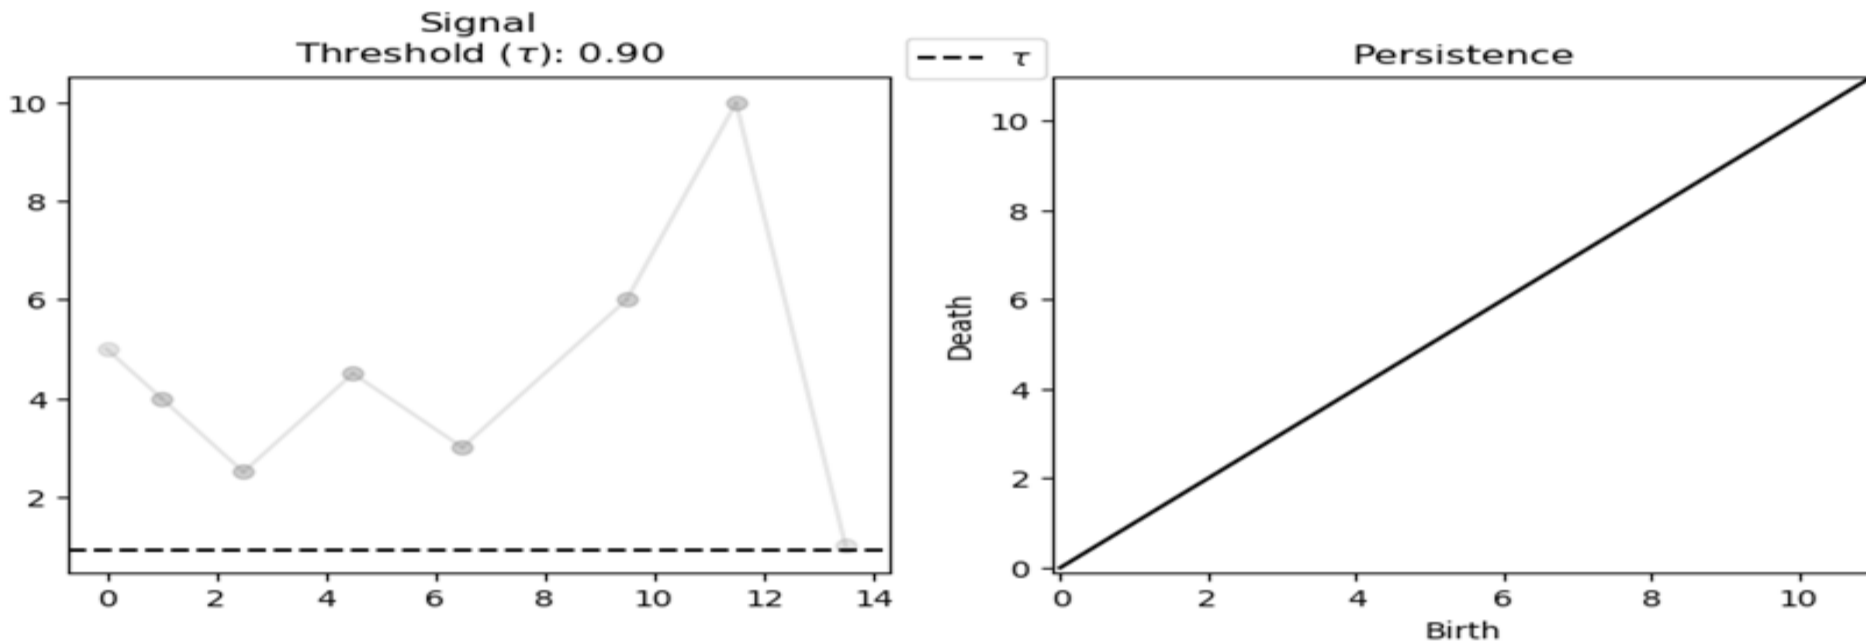 Signal
Threshold (τ): 0.90
10
8
6
4
2
0 2 4 6 8 10 12 14
τ
Persistence
10
8
6
4
2
0
Death
0 2 4 6 8 10
Birth